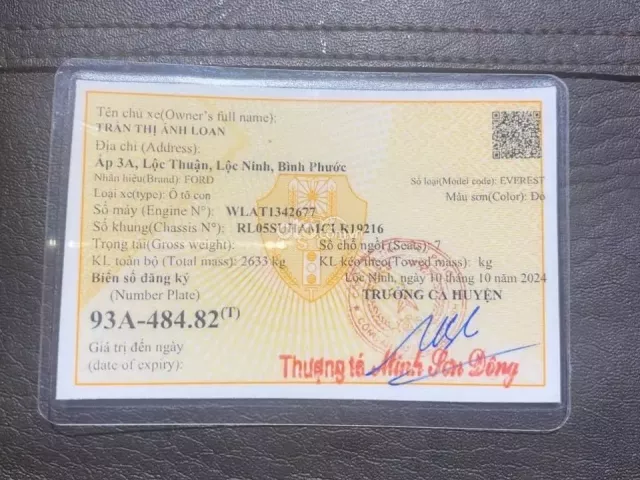 Tên chủ xe(Owner's full name):
TRẦN THỊ ÁNH LOAN
Địa chỉ (Address):
Ấp 3A, Lộc Thuận, Lộc Ninh, Bình Phước
Nhãn hiệu(Brand): FORD Số loại(Model code): EVEREST
Loại xe(type): Ô tô con Màu sơn(Color): Đỏ
Số máy (Engine N°): WLAT1342677
Số khung(Chassis N°):
Trọng tải(Gross weight): Số chỗ ngồi(Seats): 7
KL toàn bộ (Total mass): 2633 kg KL kéo theo(Towed mass): kg
Biển số đăng ký Lộc Ninh, ngày 10 tháng 10 năm 2024
(Number Plate) TRƯỞNG CA HUYỆN
93A-484.82(T)
Giá trị đến ngày
(date of expiry):
Thượng tá Minh Sơn Đông